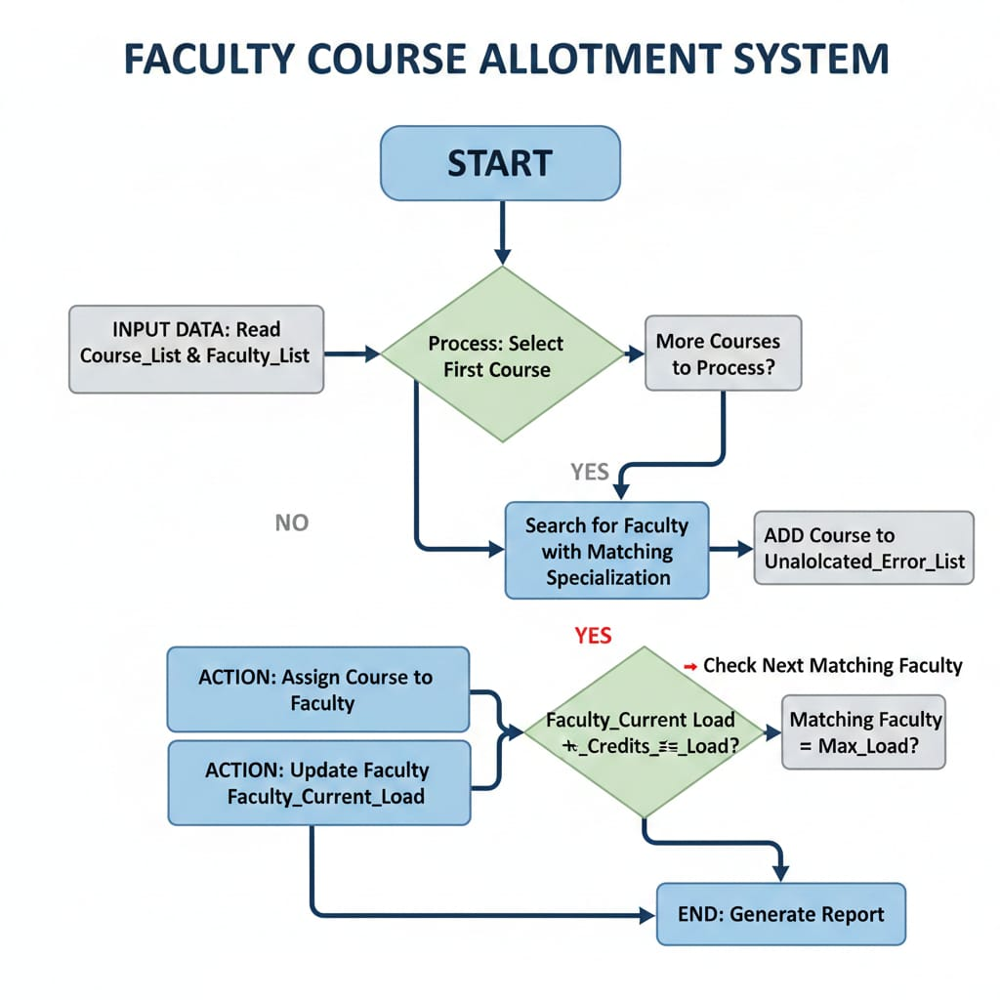 FACULTY COURSE ALLOTMENT SYSTEM
START
INPUT DATA: Read
Course_List & Faculty_List
Process: Select
First Course
More Courses
to Process?
YES
NO
Search for Faculty
with Matching
Specialization
ADD Course to
Unalolcated_Error_List
YES
→ Check Next Matching Faculty
ACTION: Assign Course to
Faculty
ACTION: Update Faculty
Faculty_Current_Load
Faculty_Current Load
_Credits_ _Load?
Matching Faculty
= Max_Load?
END: Generate Report